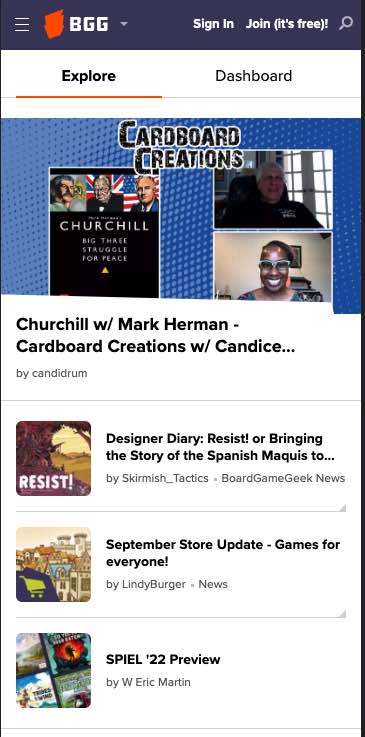 BGG
Sign In
Join (it's free)!
Explore
Dashboard
CARDBOARD
CREATIONS
Mark Herman's
CHURCHILL
BIG THREE
STRUGGLE
FOR PEACE
Churchill w/ Mark Herman -
Cardboard Creations w/ Candice...
by candidrum
RESIST!
Designer Diary: Resist! or Bringing
the Story of the Spanish Maquis to...
by Skirmish_Tactics • BoardGameGeek News
September Store Update - Games for
everyone!
by LindyBurger • News
TRIBES
WIND
SPIEL '22 Preview
by W Eric Martin